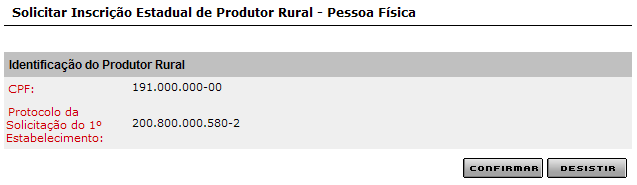 Solicitar Inscrição Estadual de Produtor Rural - Pessoa Física
Identificação do Produtor Rural
CPF: 191.000.000-00
Protocolo da
Solicitação do 1º 200.800.000.580-2
Estabelecimento:
CONFIRMAR DESISTIR